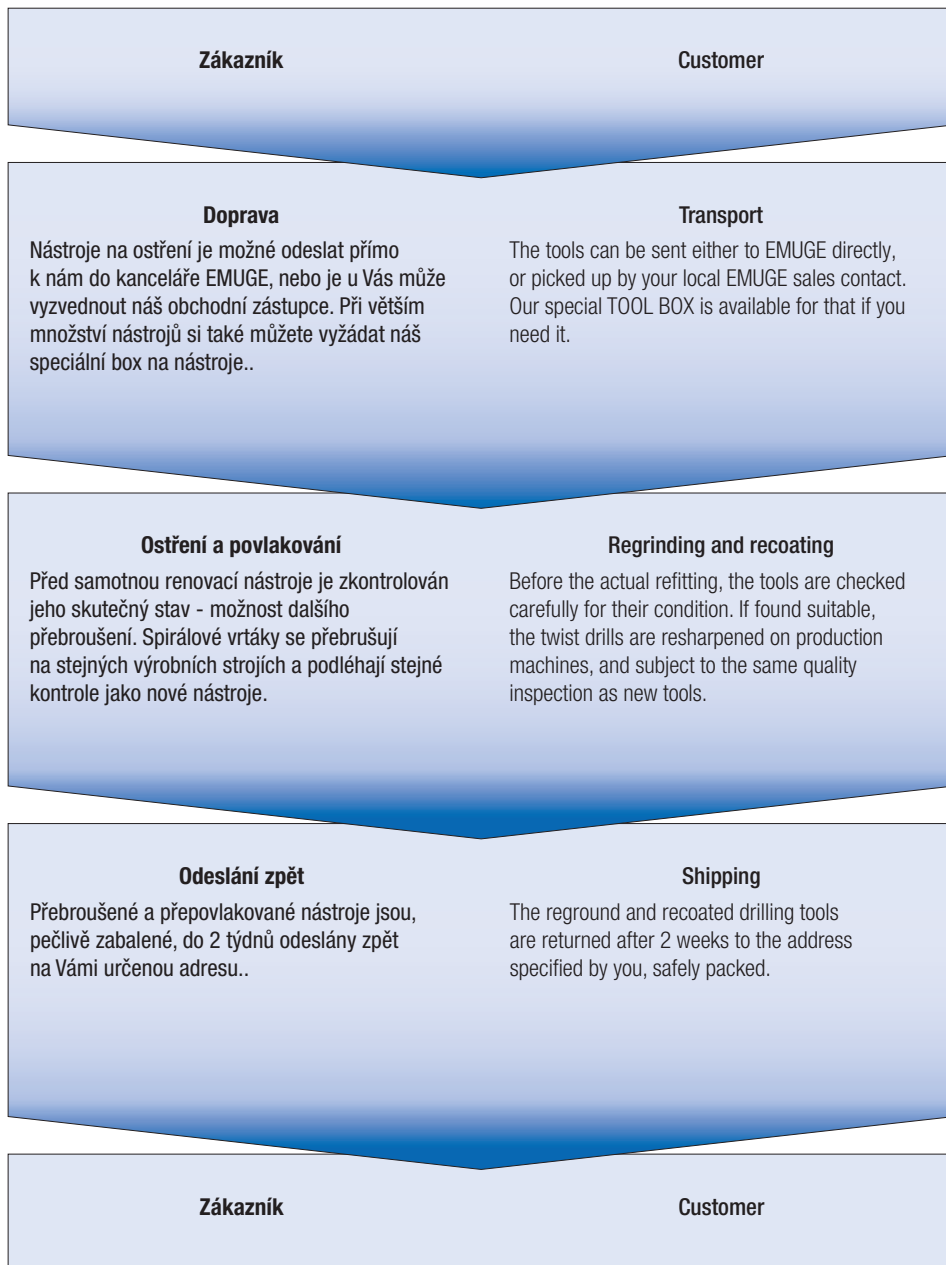 Zákazník
Customer
Doprava
Nástroje na ostření je možné odeslat přímo
k nám do kanceláře EMUGE, nebo je u Vás může
vyzvednout náš obchodní zástupce. Při větším
množství nástrojů si také můžete vyžádat náš
speciální box na nástroje..
Transport
The tools can be sent either to EMUGE directly,
or picked up by your local EMUGE sales contact.
Our special TOOL BOX is available for that if you
need it.
Ostření a povlakování
Před samotnou renovací nástroje je zkontrolován
jeho skutečný stav - možnost dalšího
přebroušení. Spirálové vrtáky se přebrušují
na stejných výrobních strojích a podléhají stejné
kontrole jako nové nástroje.
Regrinding and recoating
Before the actual refitting, the tools are checked
carefully for their condition. If found suitable,
the twist drills are resharpened on production
machines, and subject to the same quality
inspection as new tools.
Odeslání zpět
Přebroušené a přepovlakované nástroje jsou,
pečlivě zabalené, do 2 týdnů odeslány zpět
na Vámi určenou adresu..
Shipping
The reground and recoated drilling tools
are returned after 2 weeks to the address
specified by you, safely packed.
Zákazník
Customer